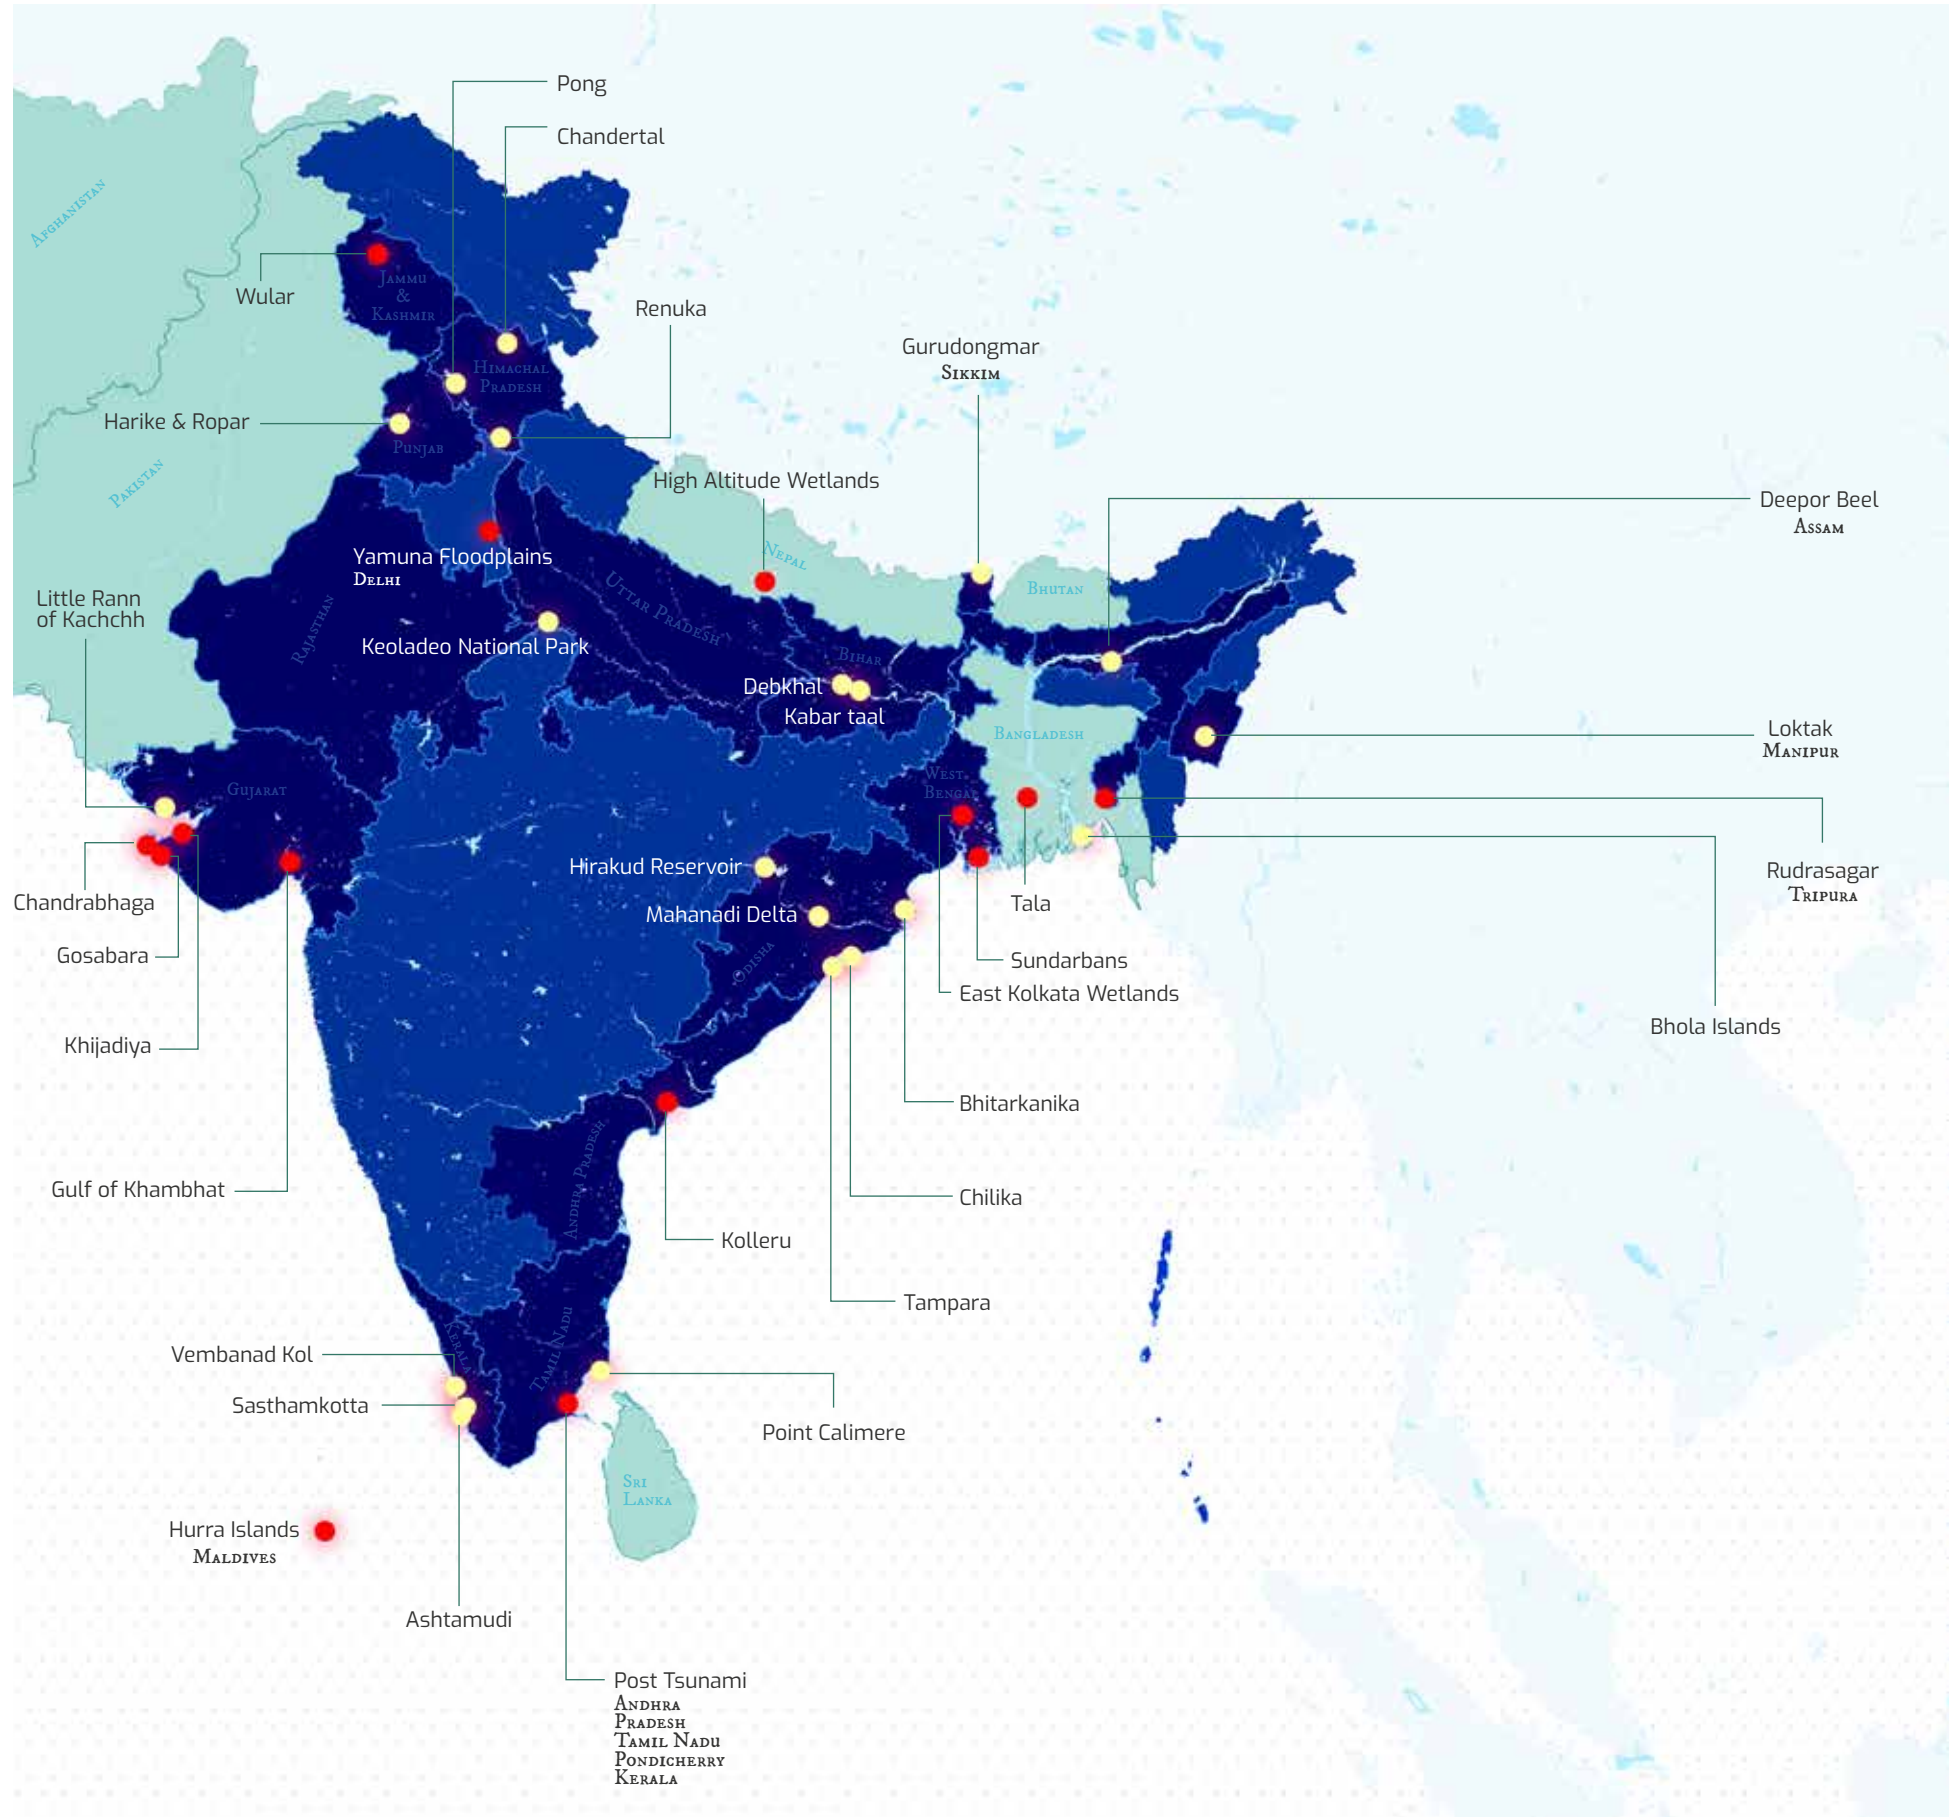 Pong
Chandertal
Afghanistan
Wular
Jammu
&
Kashmir
Renuka
Gurudongmar
Sikkim
Himachal
Pradesh
Harike & Ropar
Punjab
Pakistan
High Altitude Wetlands
Deepor Beel
Assam
Nepal
Yamuna Floodplains
Delhi
Bhutan
Little Rann
of Kachchh
Rajasthan
Uttar Pradesh
Keoladeo National Park
Bihar
Debkhal
Kabar taal
Bangladesh
Loktak
Manipur
Gujarat
West
Bengal
Hirakud Reservoir
Rudrasagar
Tripura
Chandrabhaga
Tala
Mahanadi Delta
Gosabara
Odisha
Sundarbans
East Kolkata Wetlands
Bhola Islands
Khijadiya
Bhitarkanika
Andhra Pradesh
Gulf of Khambhat
Chilika
Kolleru
Tampara
Kerala
Tamil Nadu
Vembanad Kol
Sasthamkotta
Point Calimere
Sri
Lanka
Hurra Islands
Maldives
Ashtamudi
Post Tsunami
Andhra
Pradesh
Tamil Nadu
Pondicherry
Kerala